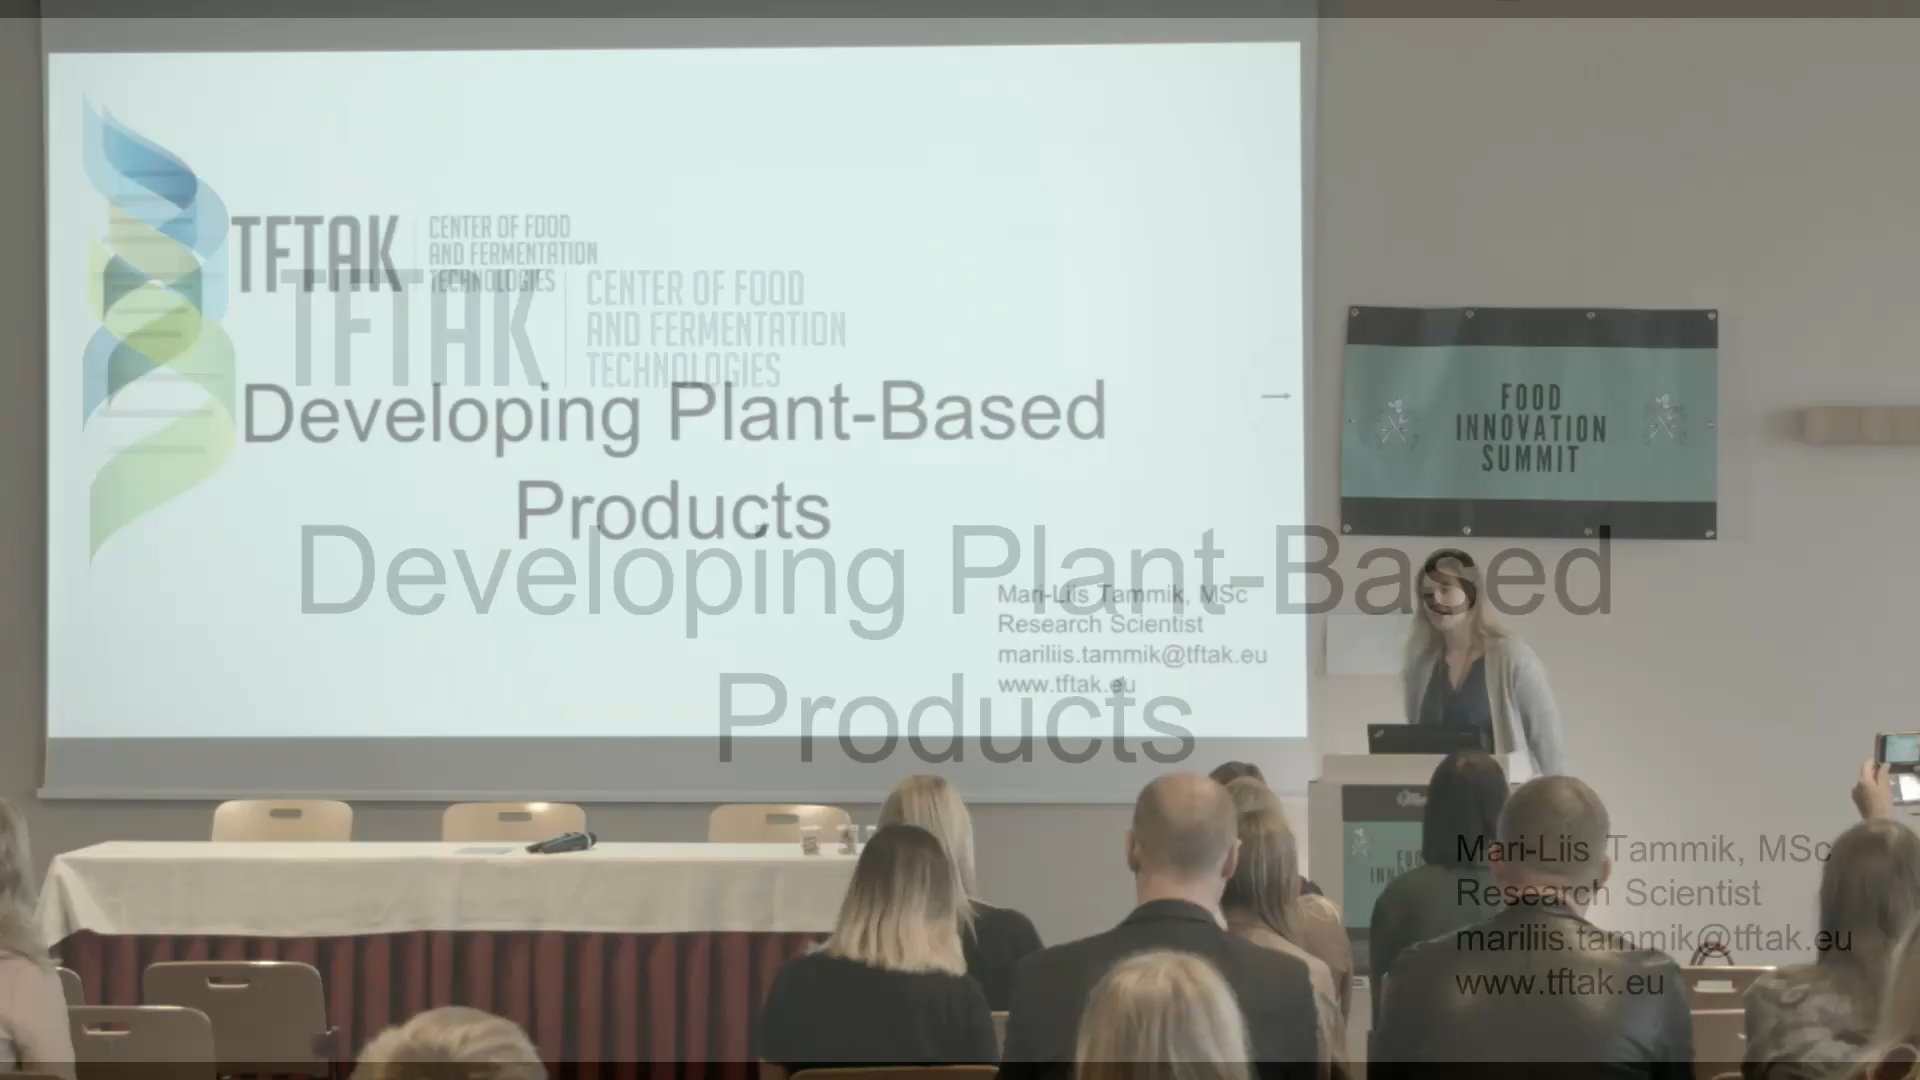 TFTAK
CENTER OF FOOD
AND FERMENTATION
TECHNOLOGIES
TFTAK
CENTER OF FOOD
AND FERMENTATION
TECHNOLOGIES
Developing Plant-Based
Products
Developing Plant-Based
Products
Mari-Liis Tammik, MSc
Research Scientist
mariliis.tammik@tftak.eu
www.tftak.eu
FOOD
INNOVATION
SUMMIT
Mari-Liis Tammik, MSc
Research Scientist
mariliis.tammik@tftak.eu
www.tftak.eu